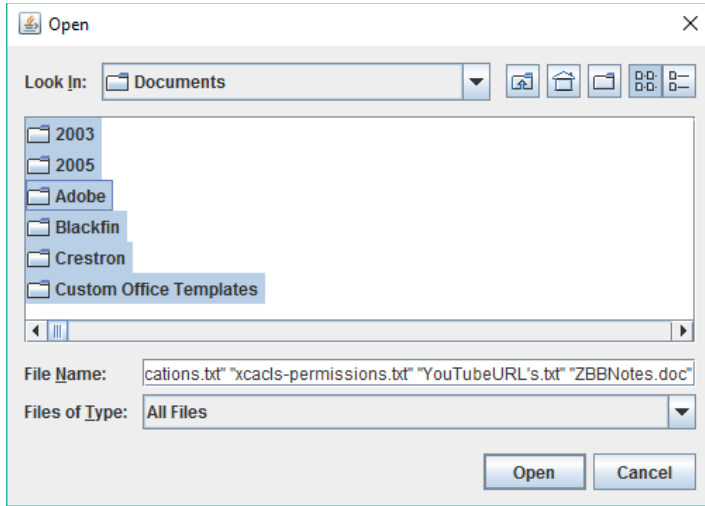 Open
Look In: Documents
2003
2005
Adobe
Blackfin
Crestron
Custom Office Templates
File Name: cations.txt" "xcacls-permissions.txt" "YouTubeURL's.txt" "ZBBNotes.doc"
Files of Type: All Files
Open Cancel